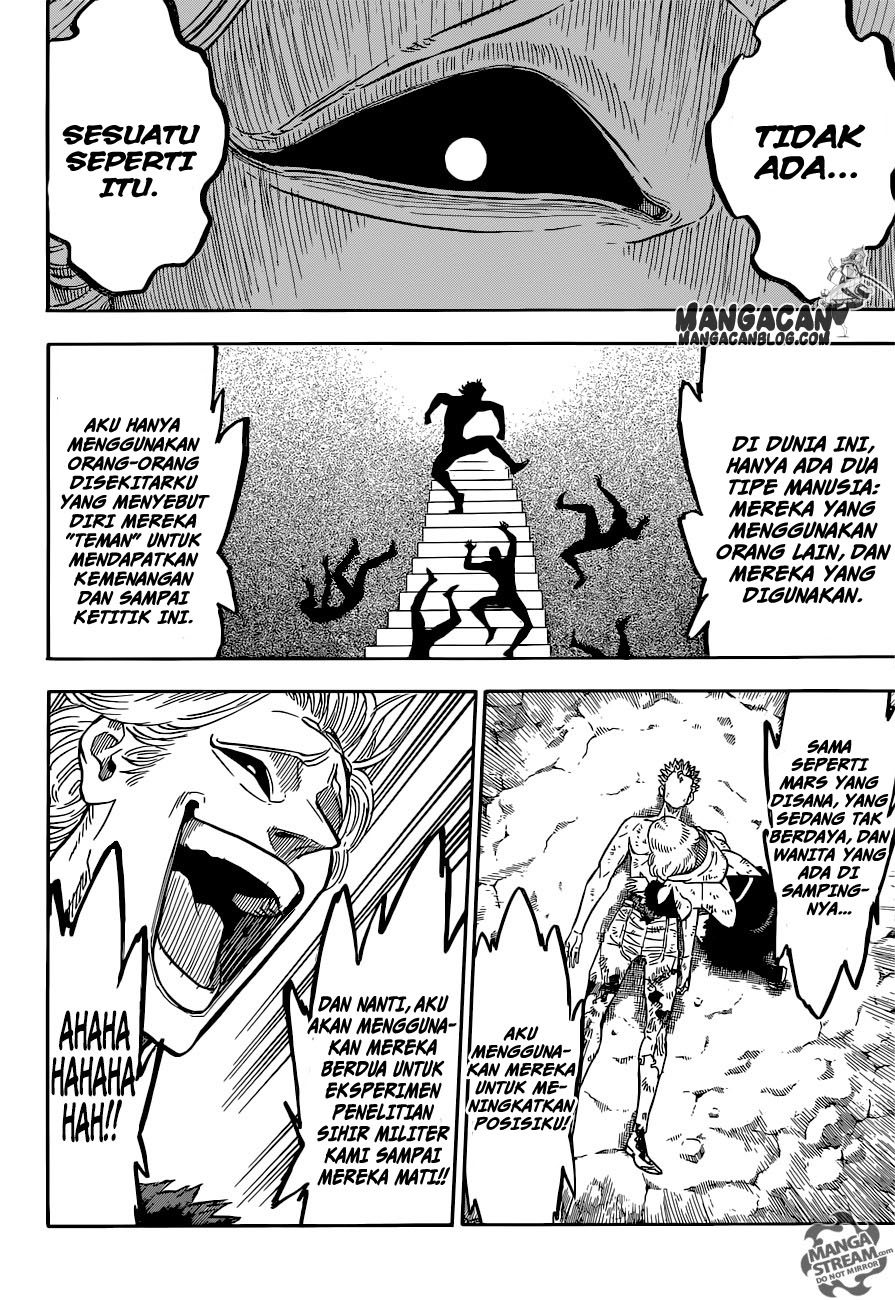 TIDAK
ADA...
SESUATU
SEPERTI
ITU.
MANGACAN
MANGACANBLOG.COM
DI DUNIA INI,
HANYA ADA DUA
TIPE MANUSIA:
MEREKA YANG
MENGGUNAKAN
ORANG LAIN, DAN
MEREKA YANG
DIGUNAKAN.
AKU HANYA
MENGGUNAKAN
ORANG-ORANG
DISEKITARKU
YANG MENYEBUT
DIRI MEREKA
"TEMAN" UNTUK
MENDAPATKAN
KEMENANGAN
DAN SAMPAI
KETITIK INI.
SAMA
SEPERTI
MARS YANG
DISANA, YANG
SEDANG TAK
BERDAYA, DAN
WANITA YANG
ADA DI
SAMPING-
NYA...
AKU
MENGGUNA-
KAN MEREKA
UNTUK ME-
NINGKATKAN
POSISIKU!
DAN NANTI, AKU
AKAN MENGGUNA-
KAN MEREKA
BERDUA UNTUK
EKSPERIMEN
PENELITIAN
SIHIR MILITER
KAMI SAMPAI
MEREKA MATI!!
AHAHA
HAHAHA
HAH!!
MANGA
STREAM.com
DO NOT MIRROR!